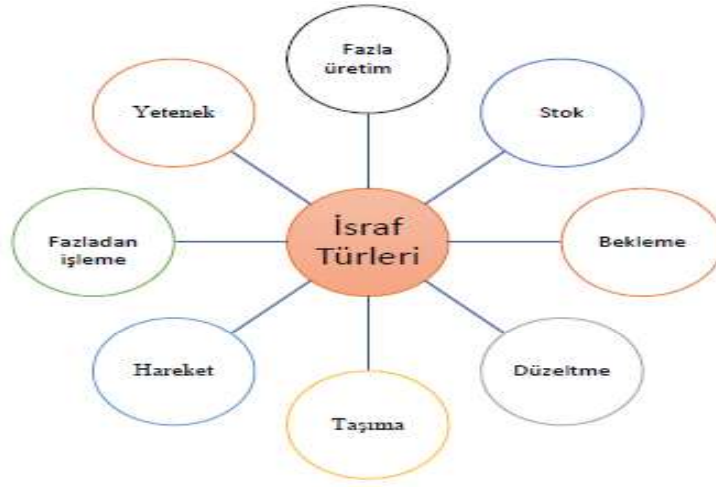 Fazla
üretim
Yetenek
Stok
İsraf
Türleri
Fazladan
işleme
Bekleme
Hareket
Düzeltme
Taşıma